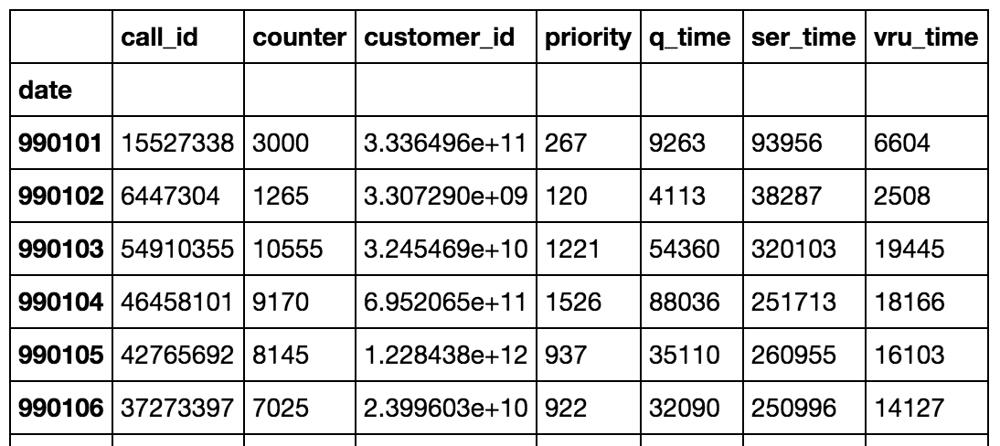 call_id counter customer_id priority q_time ser_time vru_time
date
990101 15527338 3000 3.336496e+11 267 9263 93956 6604
990102 6447304 1265 3.307290e+09 120 4113 38287 2508
990103 54910355 10555 3.245469e+10 1221 54360 320103 19445
990104 46458101 9170 6.952065e+11 1526 88036 251713 18166
990105 42765692 8145 1.228438e+12 937 35110 260955 16103
990106 37273397 7025 2.399603e+10 922 32090 250996 14127